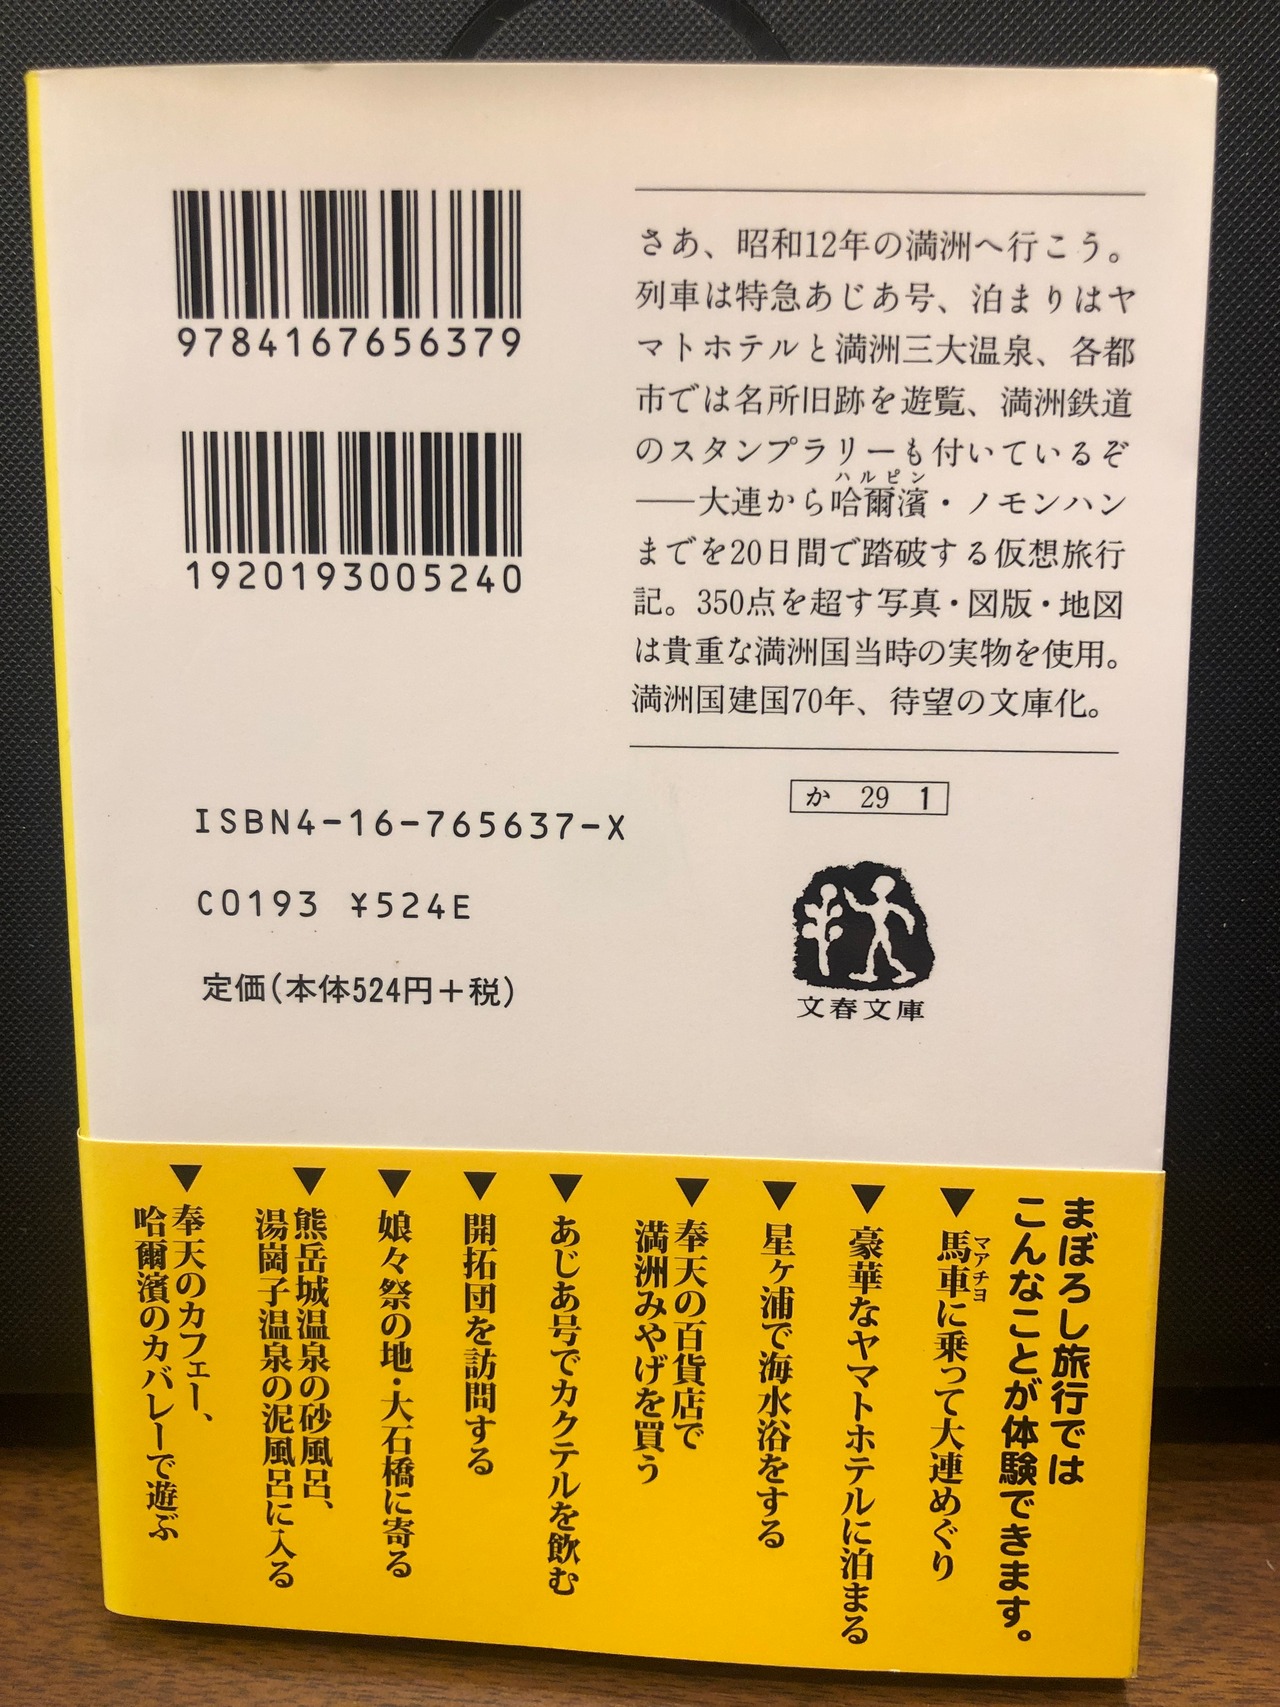 9784167656379
1920193005240
ISBN4-16-765637-X
C0193 ¥524E
定価(本体524円+税)
さあ、昭和12年の満洲へ行こう。
列車は特急あじあ号、泊まりはヤ
マトホテルと満洲三大温泉、各都
市では名所旧跡を遊覧、満洲鉄道
のスタンプラリーも付いているぞ
ハルピン
──大連から哈爾濱・ノモンハン
までを20日間で踏破する仮想旅行
記。350点を超す写真・図版・地図
は貴重な満洲国当時の実物を使用。
満洲国建国70年、待望の文庫化。
か 29 1
文春文庫
まぼろし旅行では
こんなことが体験できます。
マアチヨ
▼馬車に乗って大連めぐり
▼豪華なヤマトホテルに泊まる
▼星ヶ浦で海水浴をする
▼奉天の百貨店で
満洲みやげを買う
▼あじあ号でカクテルを飲む
▼開拓団を訪問する
▼娘々祭の地・大石橋に寄る
▼熊岳城温泉の砂風呂、
湯崗子温泉の泥風呂に入る
▼奉天のカフェー、
哈爾濱のカバレーで遊ぶ